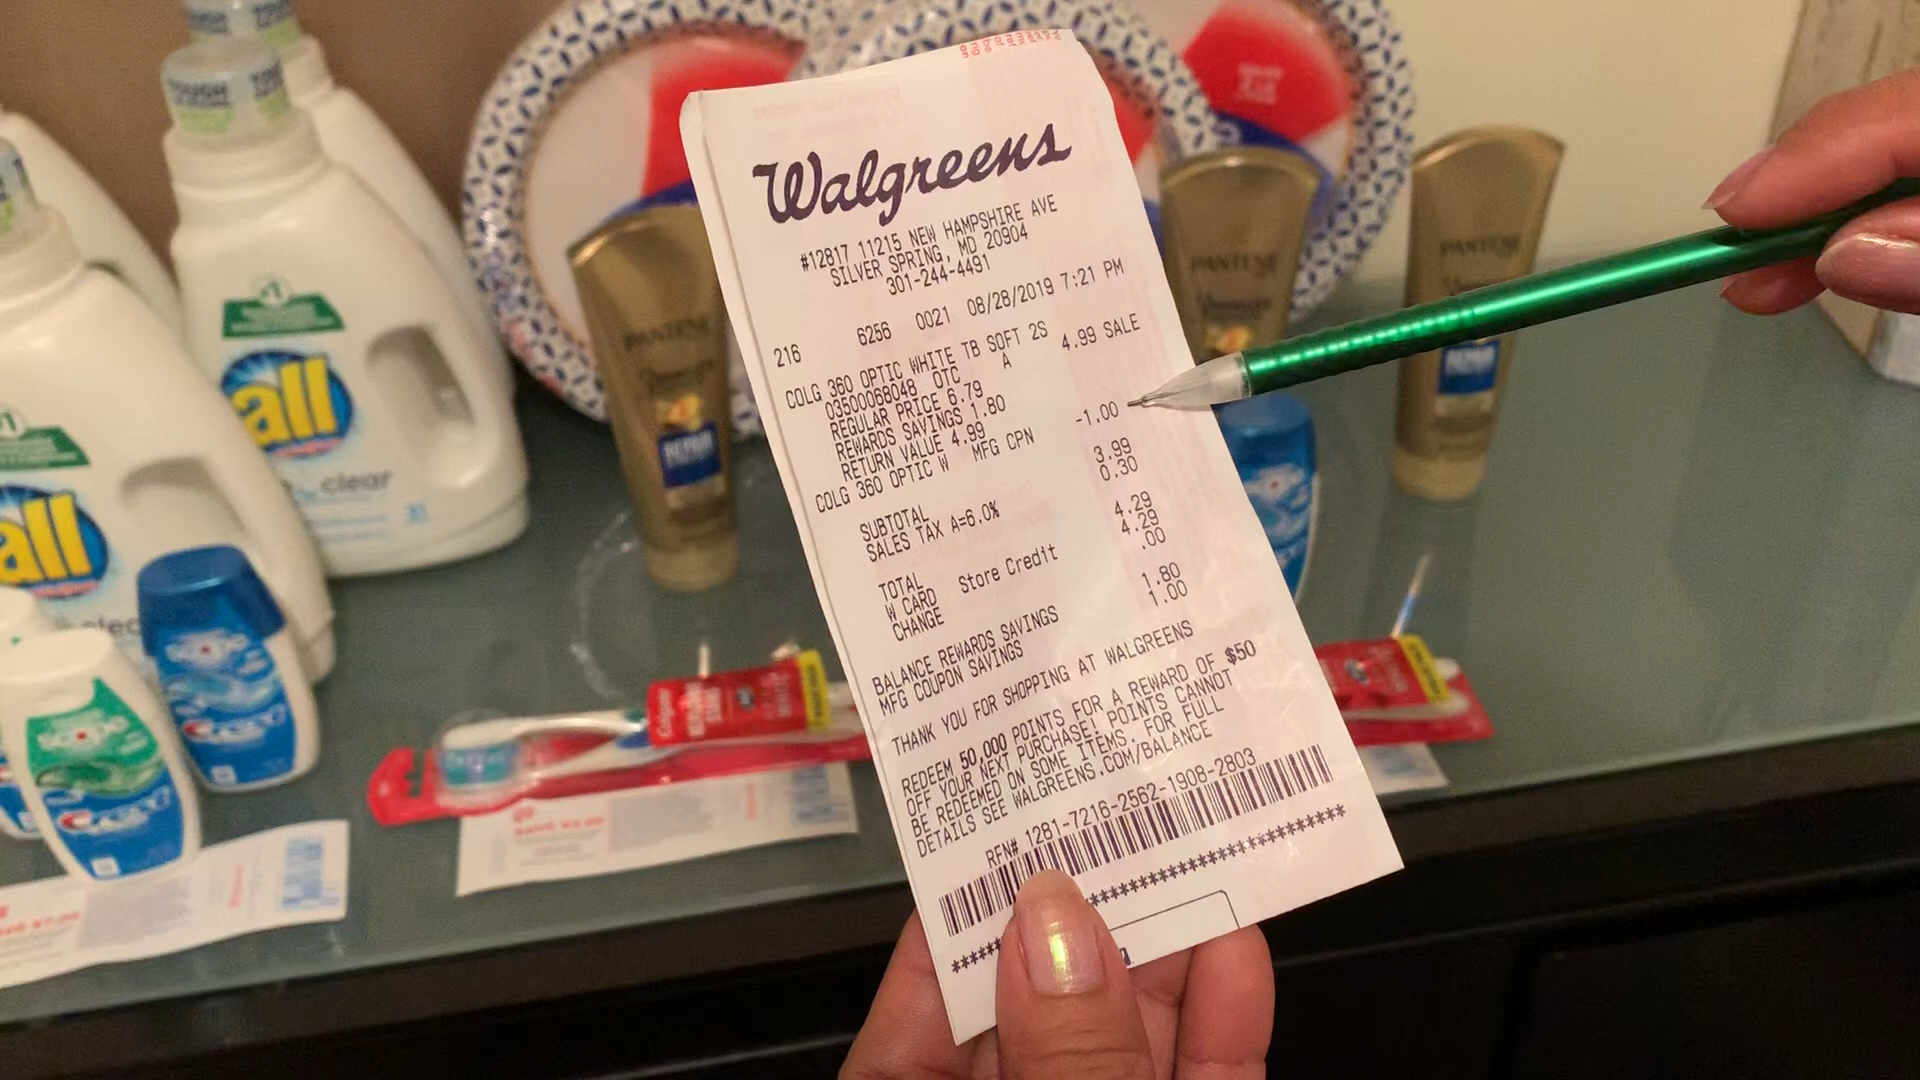 Walgreens
#12817 11215 NEW HAMPSHIRE AVE
SILVER SPRING, MD 20904
301-244-4491
216 6256 0021 08/28/2019 7:21 PM
COLG 360 OPTIC WHITE TB SOFT 2S
03500068048 OTC A 4.99 SALE
REGULAR PRICE 6.79
REWARDS SAVINGS 1.80
RETURN VALUE 4.99
COLG 360 OPTIC W MFG CPN -1.00
SUBTOTAL 3.99
SALES TAX A=6.0% 0.30
TOTAL 4.29
W CARD Store Credit 4.29
CHANGE .00
BALANCE REWARDS SAVINGS 1.80
MFG COUPON SAVINGS 1.00
THANK YOU FOR SHOPPING AT WALGREENS
REDEEM 50,000 POINTS FOR A REWARD OF $50
OFF YOUR NEXT PURCHASE! POINTS CANNOT
BE REDEEMED ON SOME ITEMS. FOR FULL
DETAILS SEE WALGREENS.COM/BALANCE
RFN# 1281-7216-2562-1908-2803
all
clear
all
PANTENE
PANTENE
PANTENE
REPAIR
Crest
Crest
scope